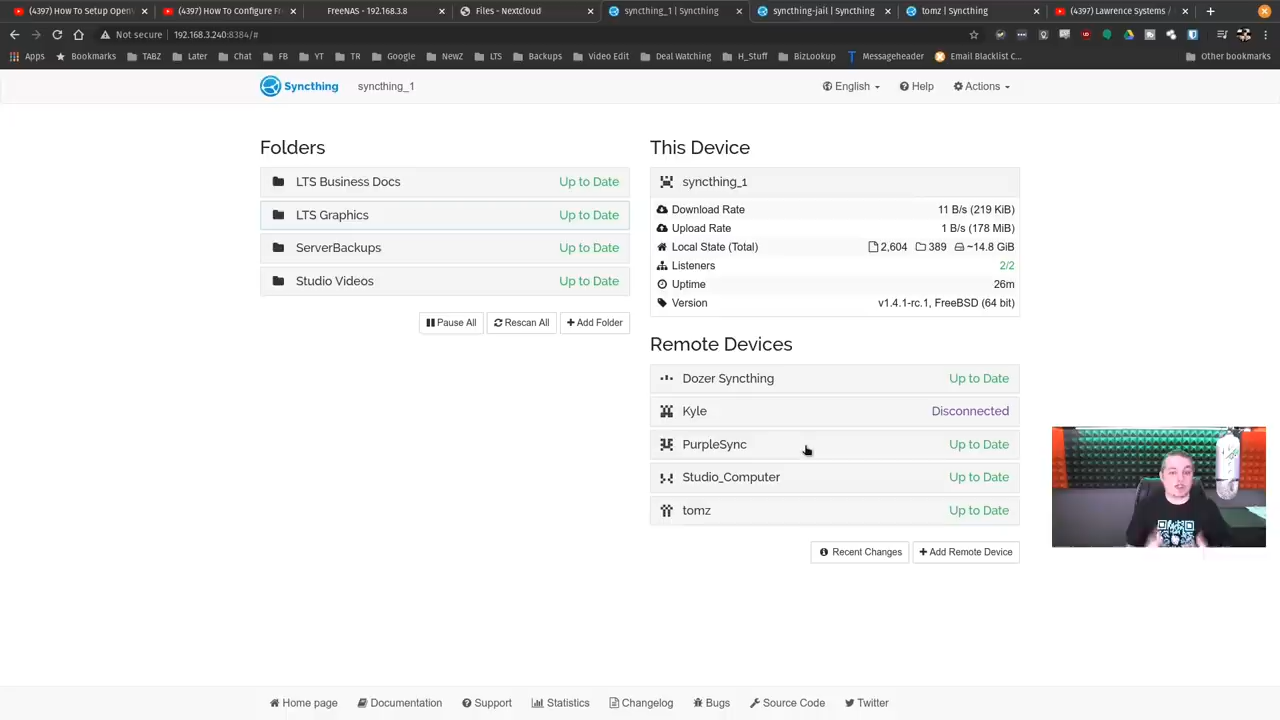 (4397) How To Setup Open
(4397) How To Configure Fr
FreeNAS - 192.168.3.8
Files - Nextcloud
syncthing_1 | Syncthing
syncthing-jail | Syncthing
tomz | Syncthing
(4397) Lawrence Systems /
Not secure | 192.168.3.240:8384/#
Apps
Bookmarks
TABZ
Later
Chat
FB
YT
TR
Google
NewZ
LTS
Backups
Video Edit
Deal Watching
H_Stuff
BizLookup
Messageheader
Email Blacklist C...
Other bookmarks
Syncthing
syncthing_1
English
Help
Actions
Folders
LTS Business Docs Up to Date
LTS Graphics Up to Date
ServerBackups Up to Date
Studio Videos Up to Date
Pause All
Rescan All
Add Folder
This Device
syncthing_1
Download Rate 11 B/s (219 KiB)
Upload Rate 1 B/s (178 MiB)
Local State (Total) 2,604 389 ~14.8 GiB
Listeners 2/2
Uptime 26m
Version v1.4.1-rc.1, FreeBSD (64 bit)
Remote Devices
Dozer Syncthing Up to Date
Kyle Disconnected
PurpleSync Up to Date
Studio_Computer Up to Date
tomz Up to Date
Recent Changes
Add Remote Device
Home page
Documentation
Support
Statistics
Changelog
Bugs
Source Code
Twitter